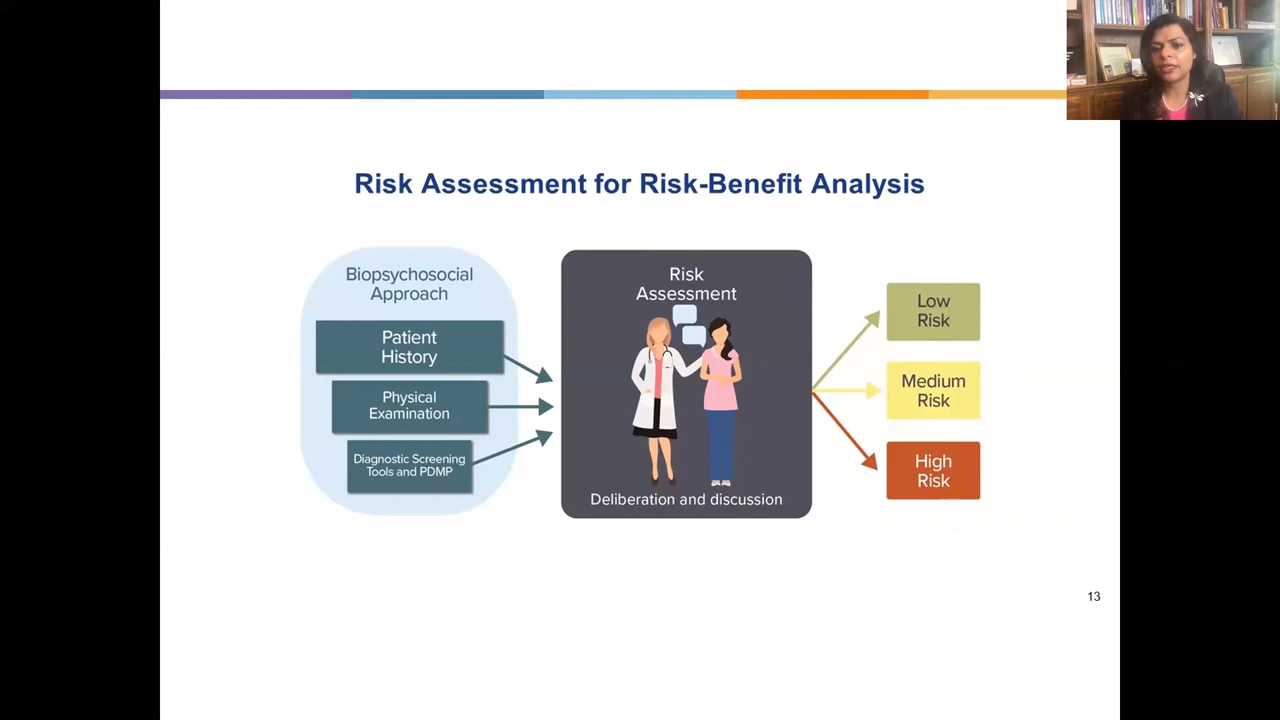 Risk Assessment for Risk-Benefit Analysis
Biopsychosocial
Approach
Patient
History
Physical
Examination
Diagnostic Screening
Tools and PDMP
Risk
Assessment
Deliberation and discussion
Low
Risk
Medium
Risk
High
Risk
13